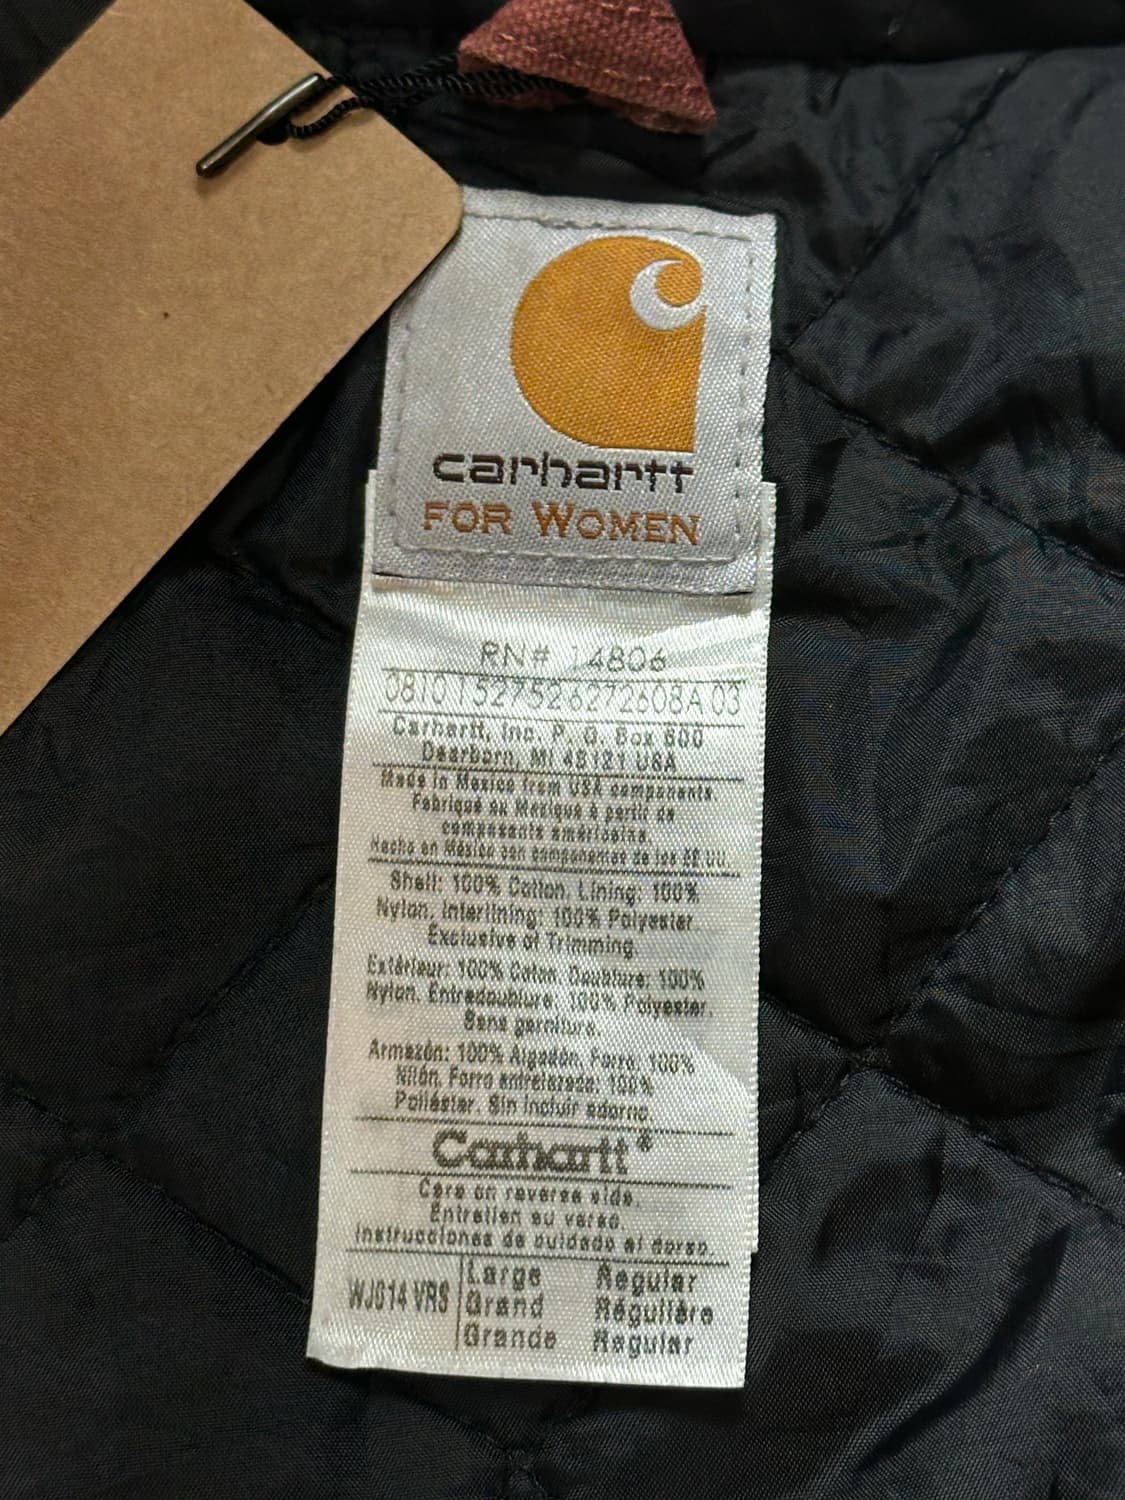 carhartt
FOR WOMEN
RN# 14806
08101527526272608A 03
Carhartt, Inc. P. O. Box 600
Dearborn, MI 48121 USA
Made in Mexico from USA components.
Fabriqué au Mexique à partir de
composants américains.
Hecho en México con componentes de los EE.UU.
Shell: 100% Cotton, Lining: 100%
Nylon, Interlining: 100% Polyester.
Exclusive of Trimming.
Extérieur: 100% Coton, Doublure: 100%
Nylon, Entredoublure: 100% Polyester.
Sans garniture.
Armazón: 100% Algodón, Forro, 100%
Nilón, Forro entrelazado: 100%
Poliéster. Sin incluir adorno.
Carhartt®
Care on reverse side.
Entretien au verso.
Instrucciones de cuidado al dorso.
WJ014 VRS Large Regular
Grand Régulière
Grande Regular